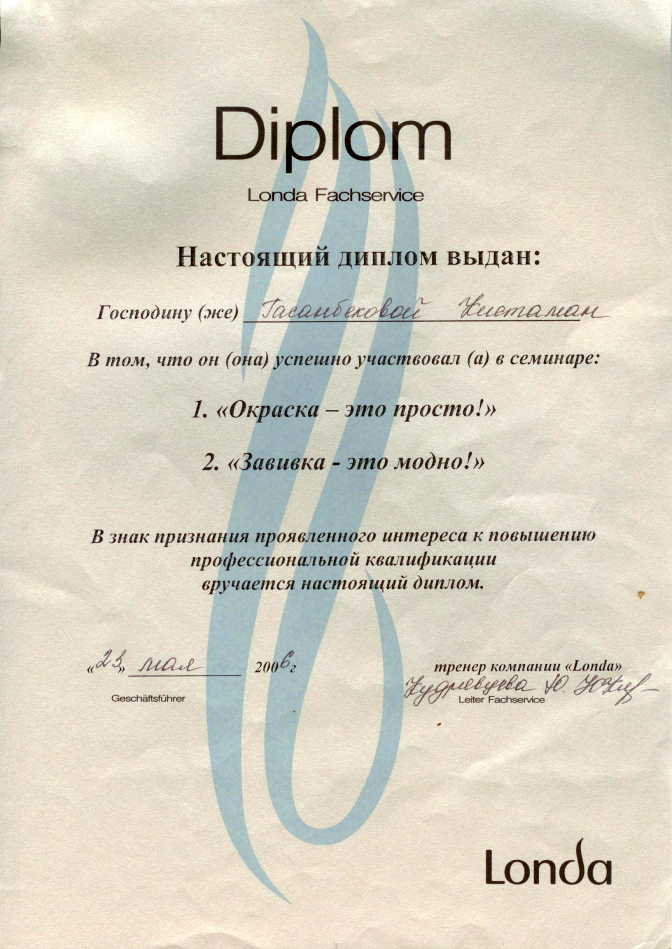 Diplom
Londa Fachservice
Настоящий диплом выдан:
Господину (же) Гасанбековой Кистаман
В том, что он (она) успешно участвовал (а) в семинаре:
1. «Окраска – это просто!»
2. «Завивка - это модно!»
В знак признания проявленного интереса к повышению
профессиональной квалификации
вручается настоящий диплом.
«23» мая 2006г
тренер компании «Londa»
Кудревцева Ю.
Geschäftsführer
Leiter Fachservice
Londa